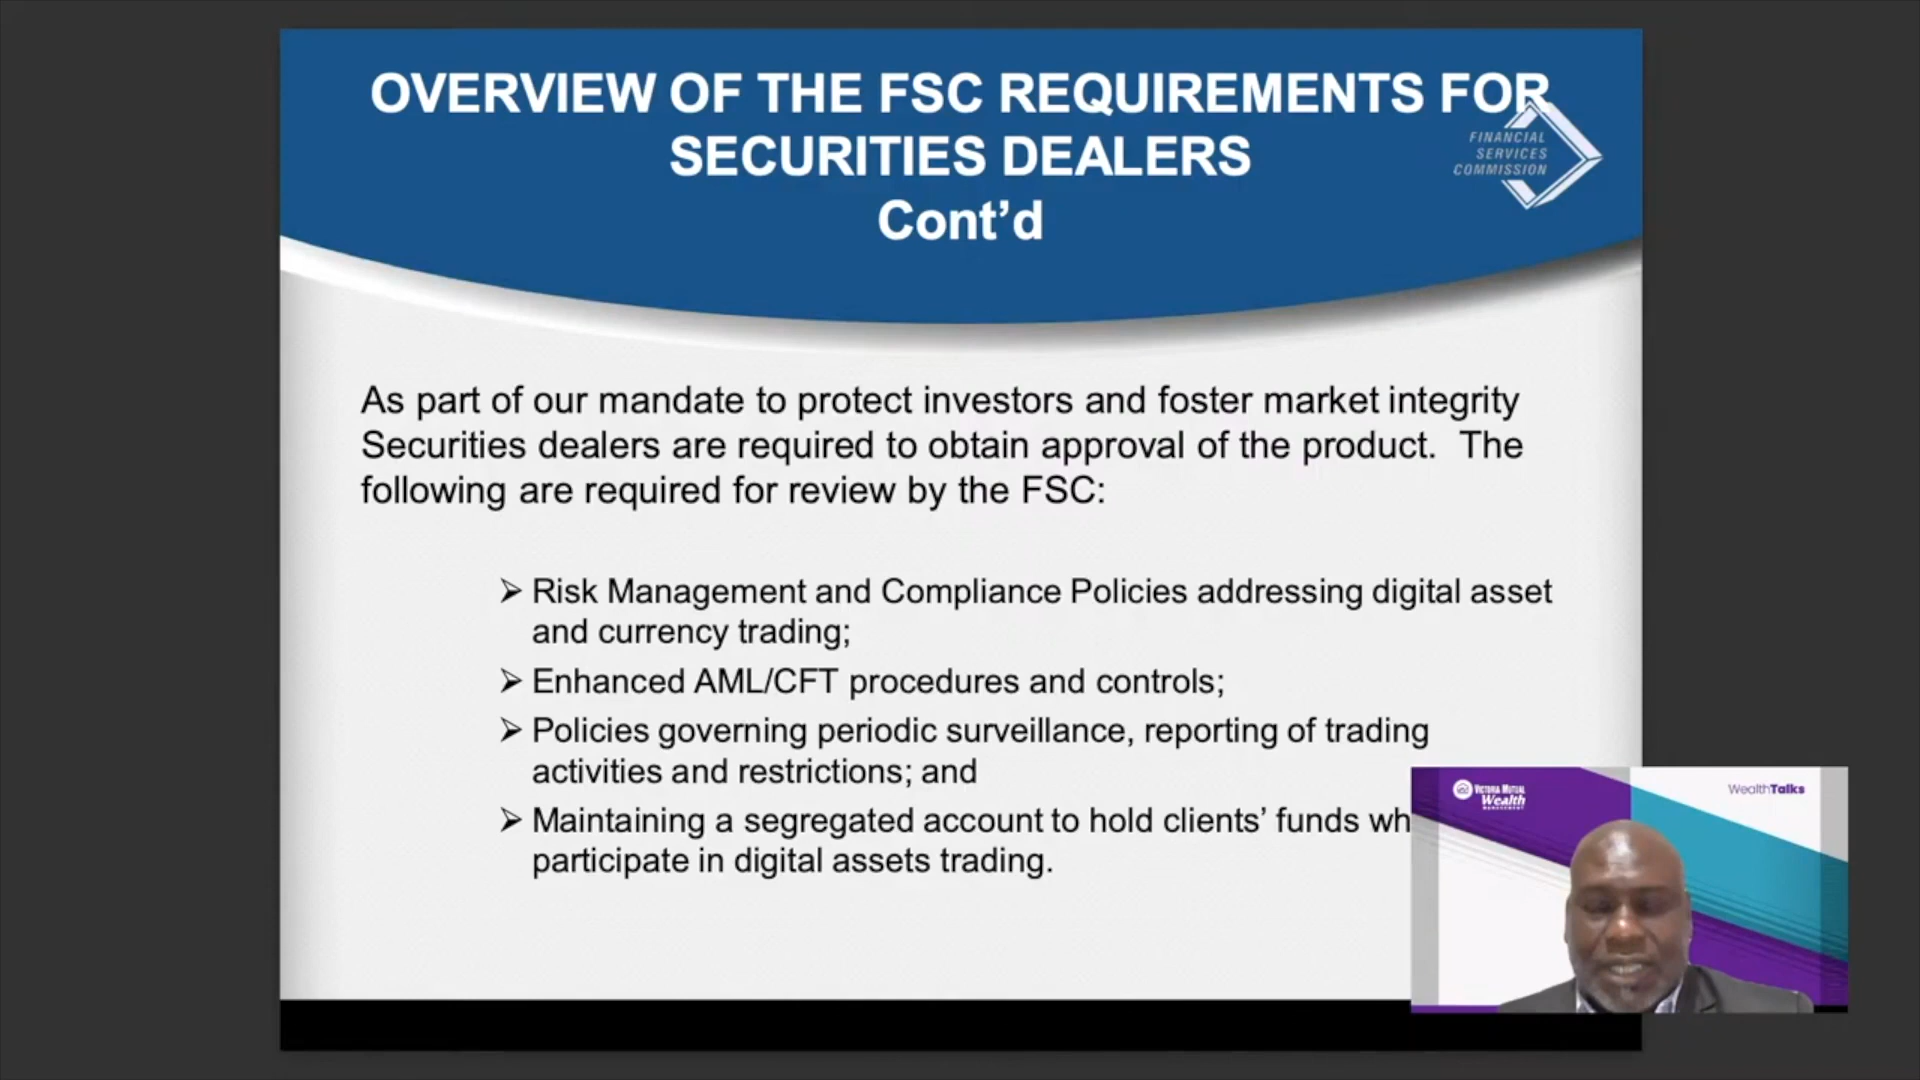 OVERVIEW OF THE FSC REQUIREMENTS FOR
SECURITIES DEALERS
Cont’d
FINANCIAL
SERVICES
COMMISSION
As part of our mandate to protect investors and foster market integrity
Securities dealers are required to obtain approval of the product. The
following are required for review by the FSC:
➢ Risk Management and Compliance Policies addressing digital asset
and currency trading;
➢ Enhanced AML/CFT procedures and controls;
➢ Policies governing periodic surveillance, reporting of trading
activities and restrictions; and
➢ Maintaining a segregated account to hold clients’ funds wh
participate in digital assets trading.
VICTORIA MUTUAL
Wealth
MANAGEMENT
WealthTalks